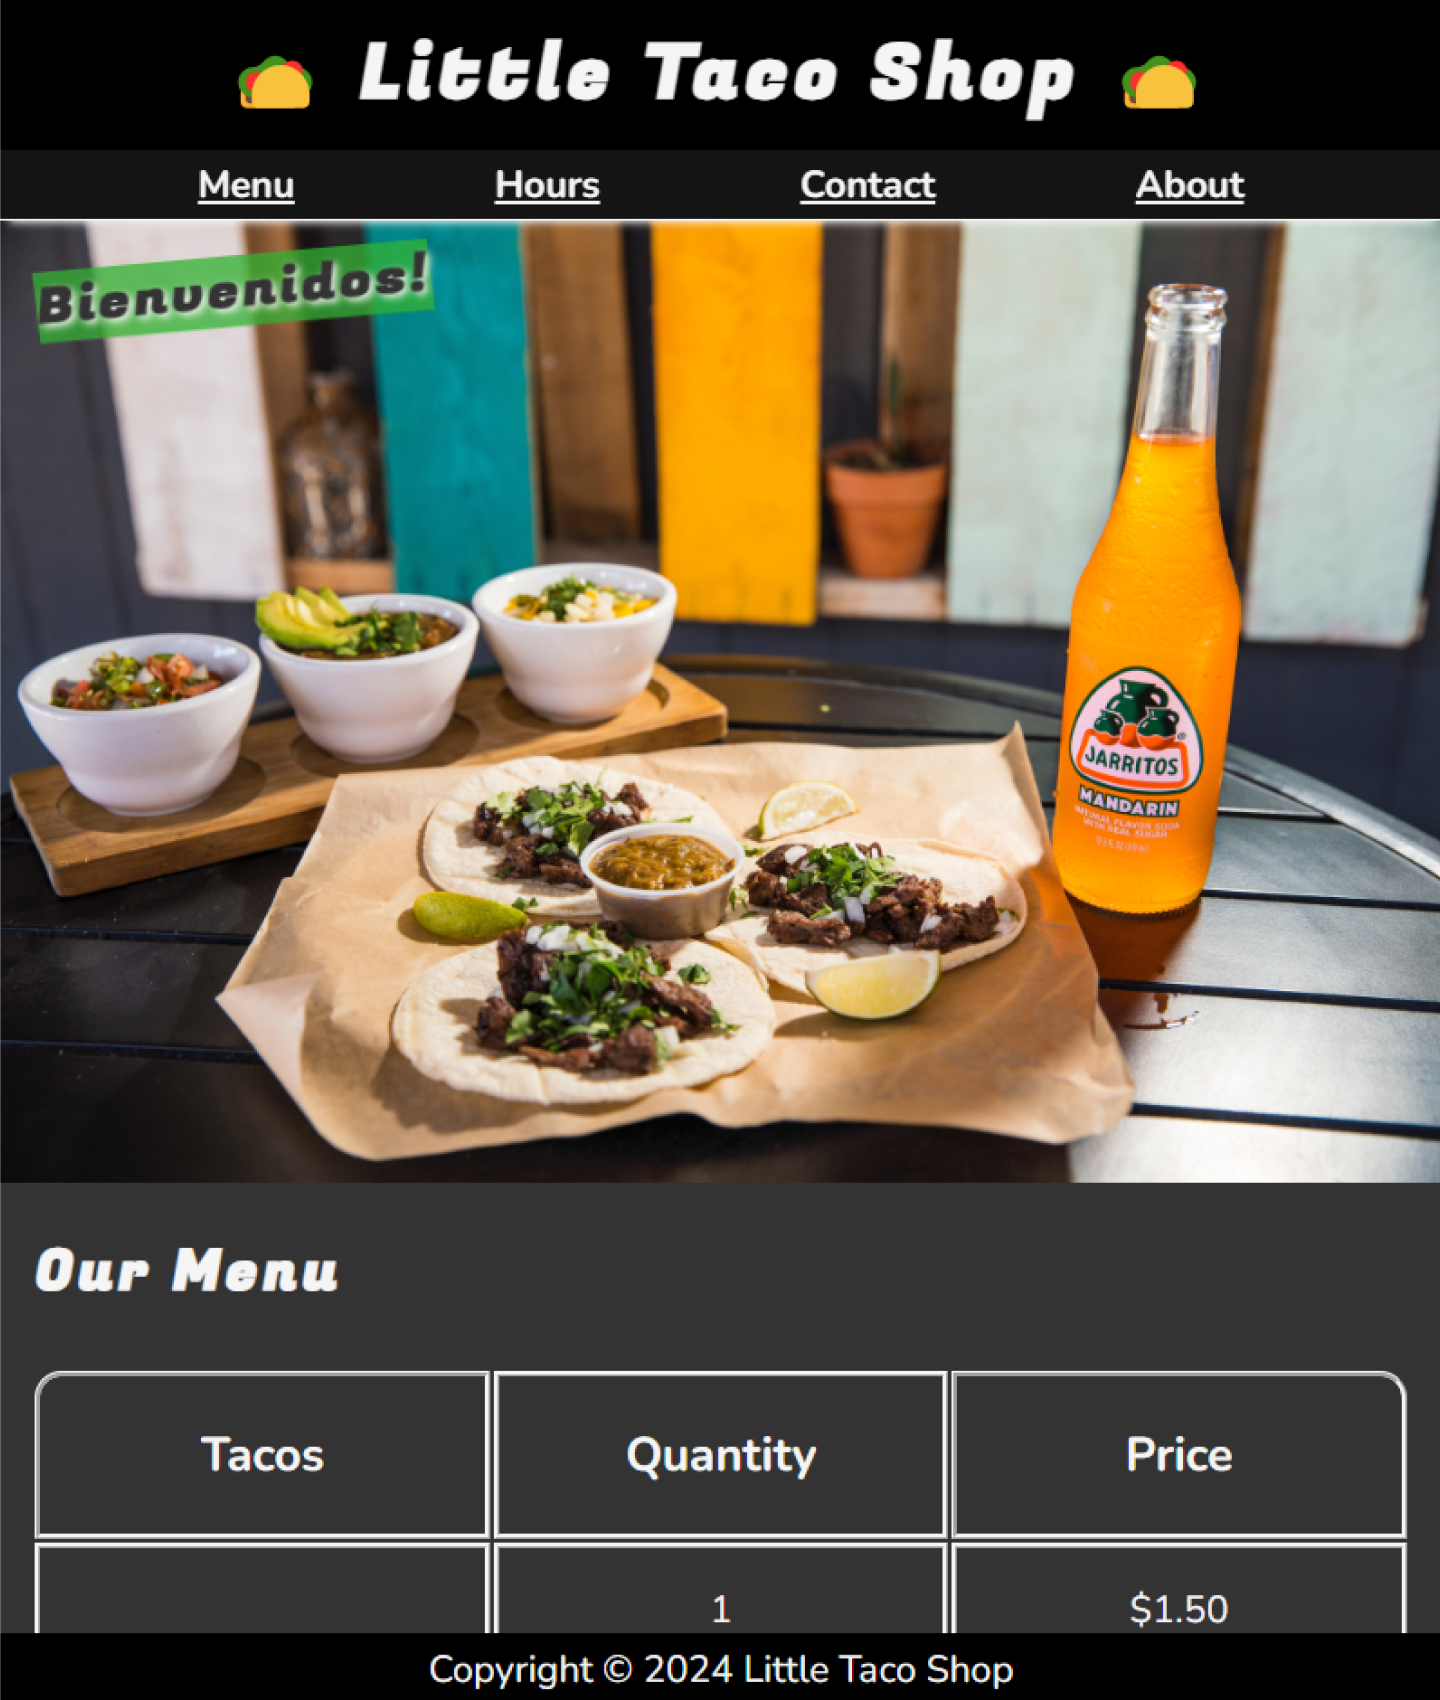 Little Taco Shop
Menu Hours Contact About
Bienvenidos!
JARRITOS
MANDARIN
NATURAL FLAVOR SODA
WITH REAL SUGAR
Our Menu
Tacos Quantity Price
1 $1.50
Copyright © 2024 Little Taco Shop